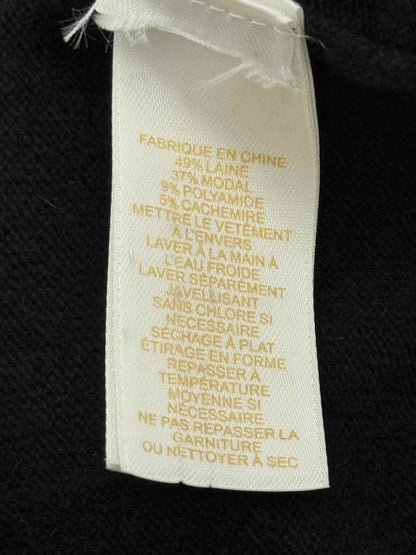 FABRIQUE EN CHINE
49% LAINE
37% MODAL
9% POLYAMIDE
5% CACHEMIRE
METTRE LE VETÊMENT
À L'ENVERS
LAVER À LA MAIN À
L'EAU FROIDE
LAVER SÉPARÉMENT
JAVELLISANT
SANS CHLORE SI
NÉCESSAIRE
SÉCHAGE À PLAT
ÉTIRAGE EN FORME
REPASSER À
TEMPÉRATURE
MOYENNE SI
NÉCESSAIRE
NE PAS REPASSER LA
GARNITURE
OU NETTOYER À SEC